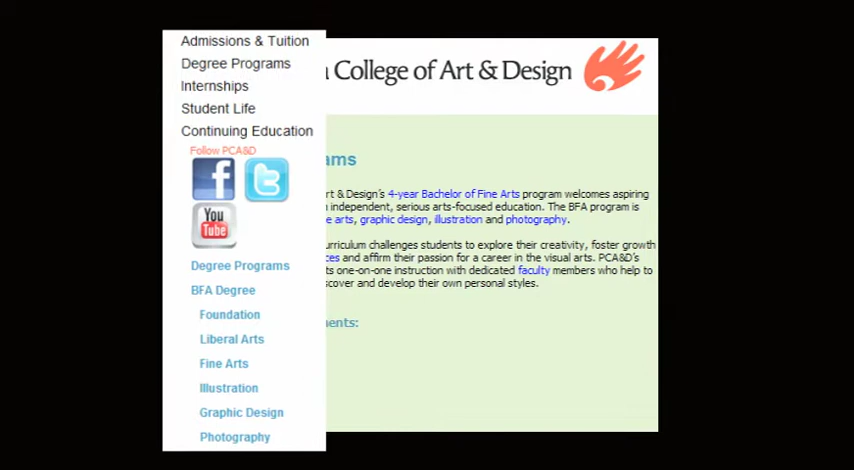 Admissions & Tuition
Degree Programs
Internships
Student Life
Continuing Education
Follow PCA&D
f
t
You
Tube
Degree Programs
BFA Degree
Foundation
Liberal Arts
Fine Arts
Illustration
Graphic Design
Photography
College of Art & Design
ams
rt & Design's 4-year Bachelor of Fine Arts program welcomes aspiring
independent, serious arts-focused education. The BFA program is
e arts, graphic design, illustration and photography.
urriculum challenges students to explore their creativity, foster growth
ces and affirm their passion for a career in the visual arts. PCA&D's
ts one-on-one instruction with dedicated faculty members who help to
scover and develop their own personal styles.
ents: